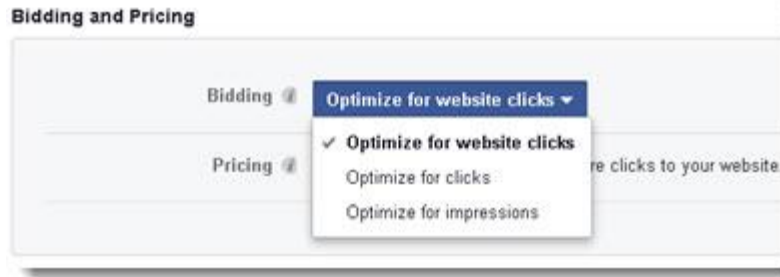 Bidding and Pricing
Bidding
Optimize for website clicks
Optimize for website clicks
Pricing
re clicks to your website.
Optimize for clicks
Optimize for impressions